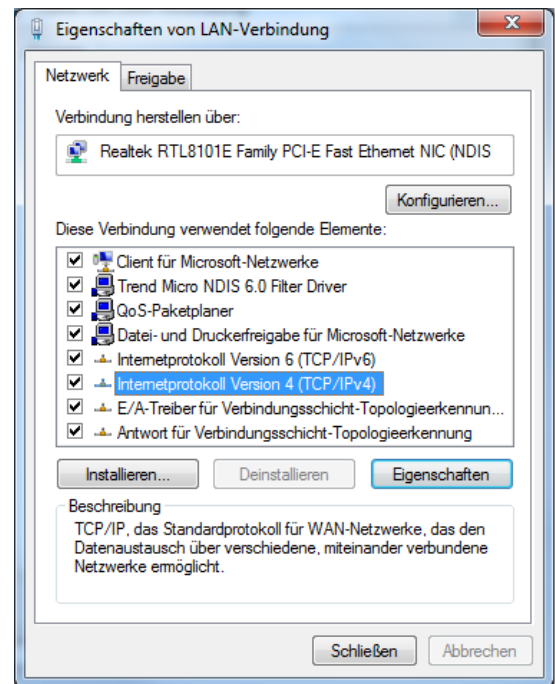 Eigenschaften von LAN-Verbindung
Netzwerk Freigabe
Verbindung herstellen über:
Realtek RTL8101E Family PCI-E Fast Ethernet NIC (NDIS
Konfigurieren...
Diese Verbindung verwendet folgende Elemente:
Client für Microsoft-Netzwerke
Trend Micro NDIS 6.0 Filter Driver
QoS-Paketplaner
Datei- und Druckerfreigabe für Microsoft-Netzwerke
Internetprotokoll Version 6 (TCP/IPv6)
Internetprotokoll Version 4 (TCP/IPv4)
E/A-Treiber für Verbindungsschicht-Topologieerkennun...
Antwort für Verbindungsschicht-Topologieerkennung
Installieren... Deinstallieren Eigenschaften
Beschreibung
TCP/IP, das Standardprotokoll für WAN-Netzwerke, das den
Datenaustausch über verschiedene, miteinander verbundene
Netzwerke ermöglicht.
Schließen Abbrechen